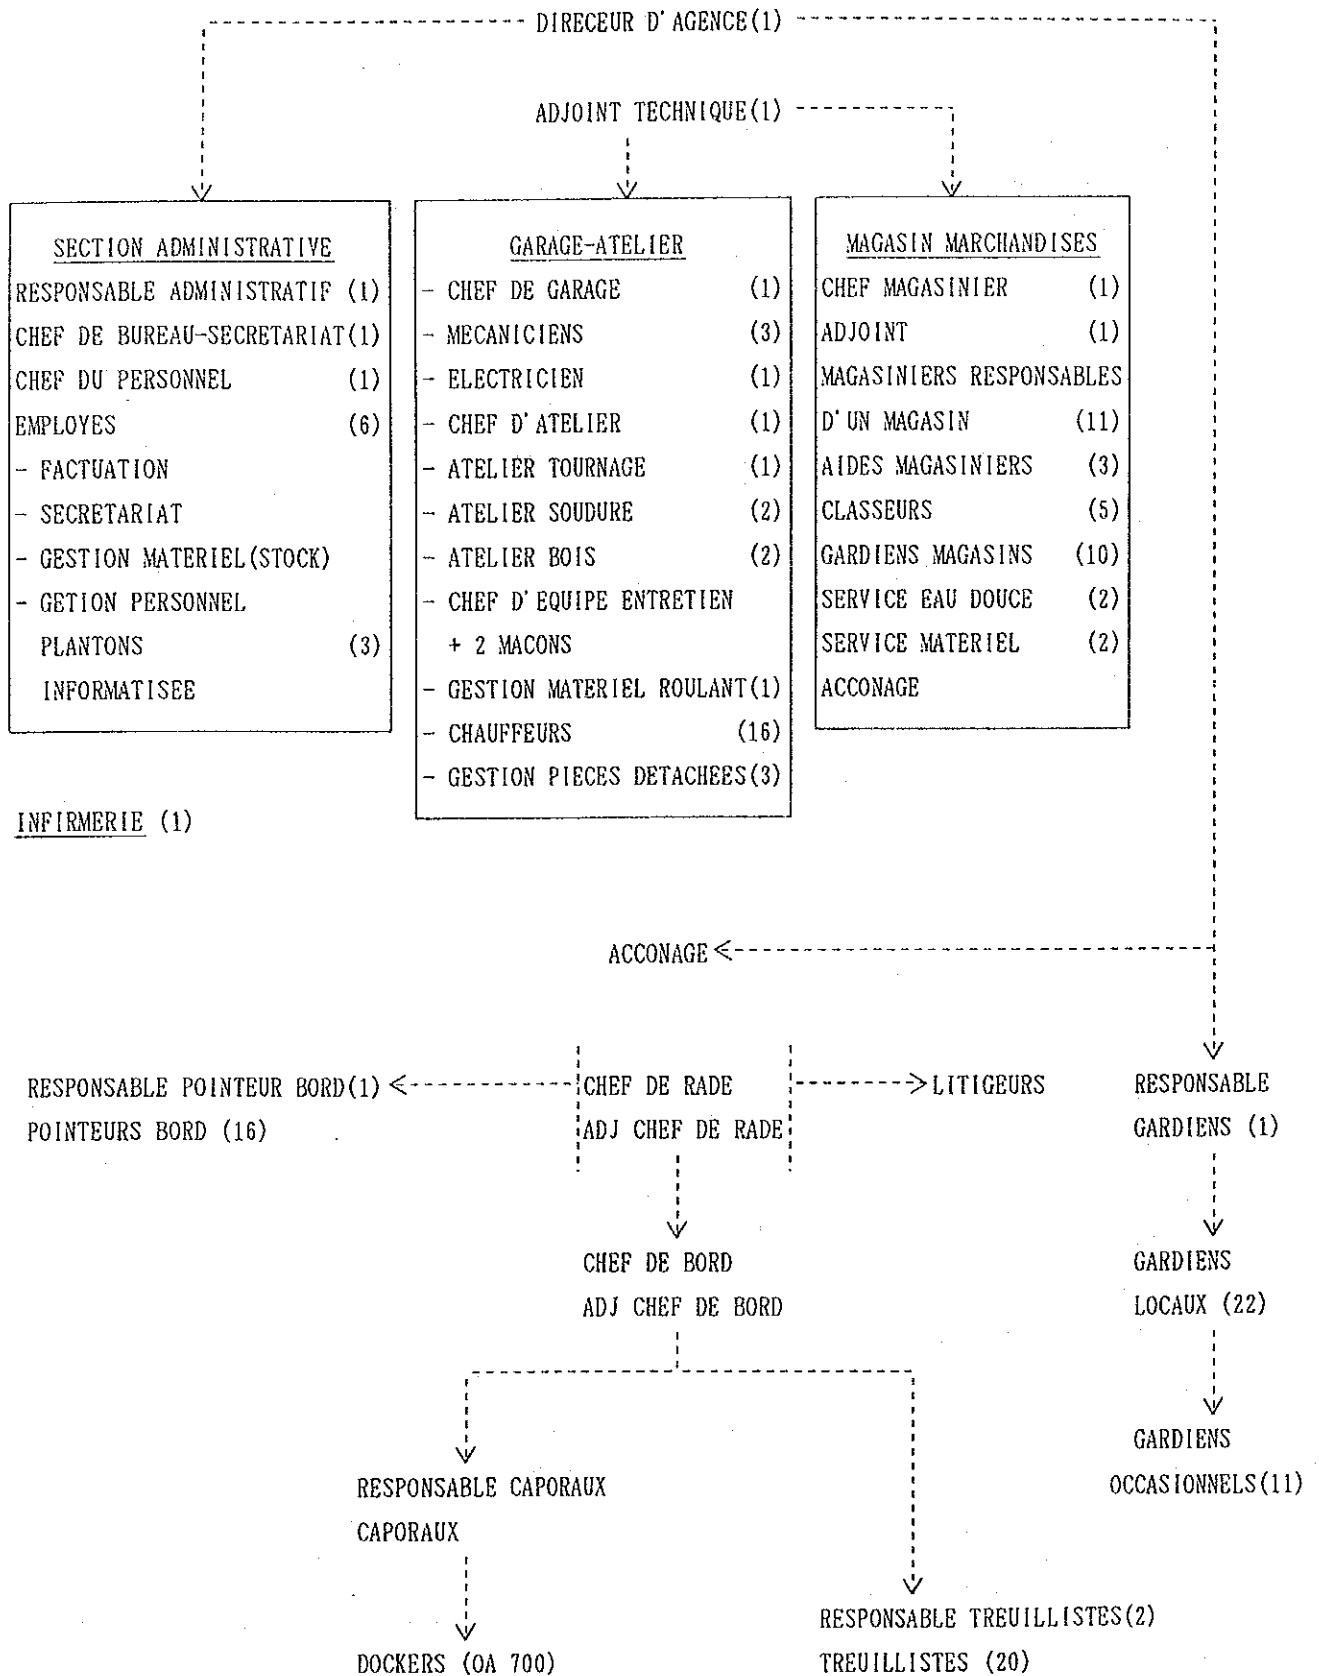 DIRECEUR D'AGENCE(1)
ADJOINT TECHNIQUE(1)
SECTION ADMINISTRATIVE
RESPONSABLE ADMINISTRATIF (1)
CHEF DE BUREAU-SECRETARIAT(1)
CHEF DU PERSONNEL (1)
EMPLOYES (6)
- FACTUATION
- SECRETARIAT
- GESTION MATERIEL(STOCK)
- GETION PERSONNEL
PLANTONS (3)
INFORMATISEE
GARAGE-ATELIER
- CHEF DE GARAGE (1)
- MECANICIENS (3)
- ELECTRICIEN (1)
- CHEF D'ATELIER (1)
- ATELIER TOURNAGE (1)
- ATELIER SOUDURE (2)
- ATELIER BOIS (2)
- CHEF D'EQUIPE ENTRETIEN
+ 2 MACONS
- GESTION MATERIEL ROULANT(1)
- CHAUFFEURS (16)
- GESTION PIECES DETACHEES(3)
MAGASIN MARCHANDISES
CHEF MAGASINIER (1)
ADJOINT (1)
MAGASINIERS RESPONSABLES
D'UN MAGASIN (11)
AIDES MAGASINIERS (3)
CLASSEURS (5)
GARDIENS MAGASINS (10)
SERVICE EAU DOUCE (2)
SERVICE MATERIEL (2)
ACCONAGE
INFIRMERIE (1)
ACCONAGE
RESPONSABLE POINTEUR BORD(1)
POINTEURS BORD (16)
CHEF DE RADE
ADJ CHEF DE RADE
LITIGEURS
RESPONSABLE
GARDIENS (1)
CHEF DE BORD
ADJ CHEF DE BORD
GARDIENS
LOCAUX (22)
GARDIENS
OCCASIONNELS(11)
RESPONSABLE CAPORAUX
CAPORAUX
DOCKERS (OA 700)
RESPONSABLE TREUILLISTES(2)
TREUILLISTES (20)